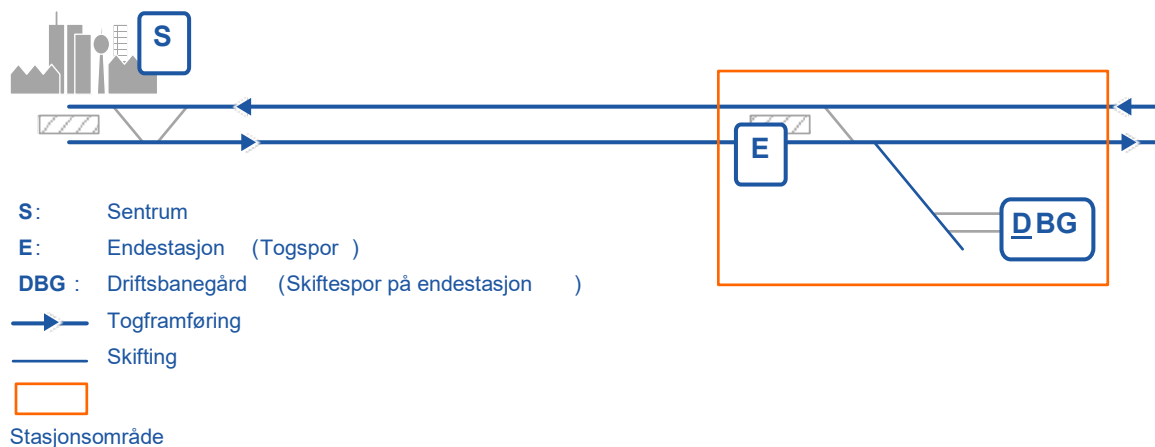 S
E
DBG
S: Sentrum
E: Endestasjon (Togspor )
DBG : Driftsbanegård (Skiftespor på endestasjon )
Togframføring
Skifting
Stasjonsområde